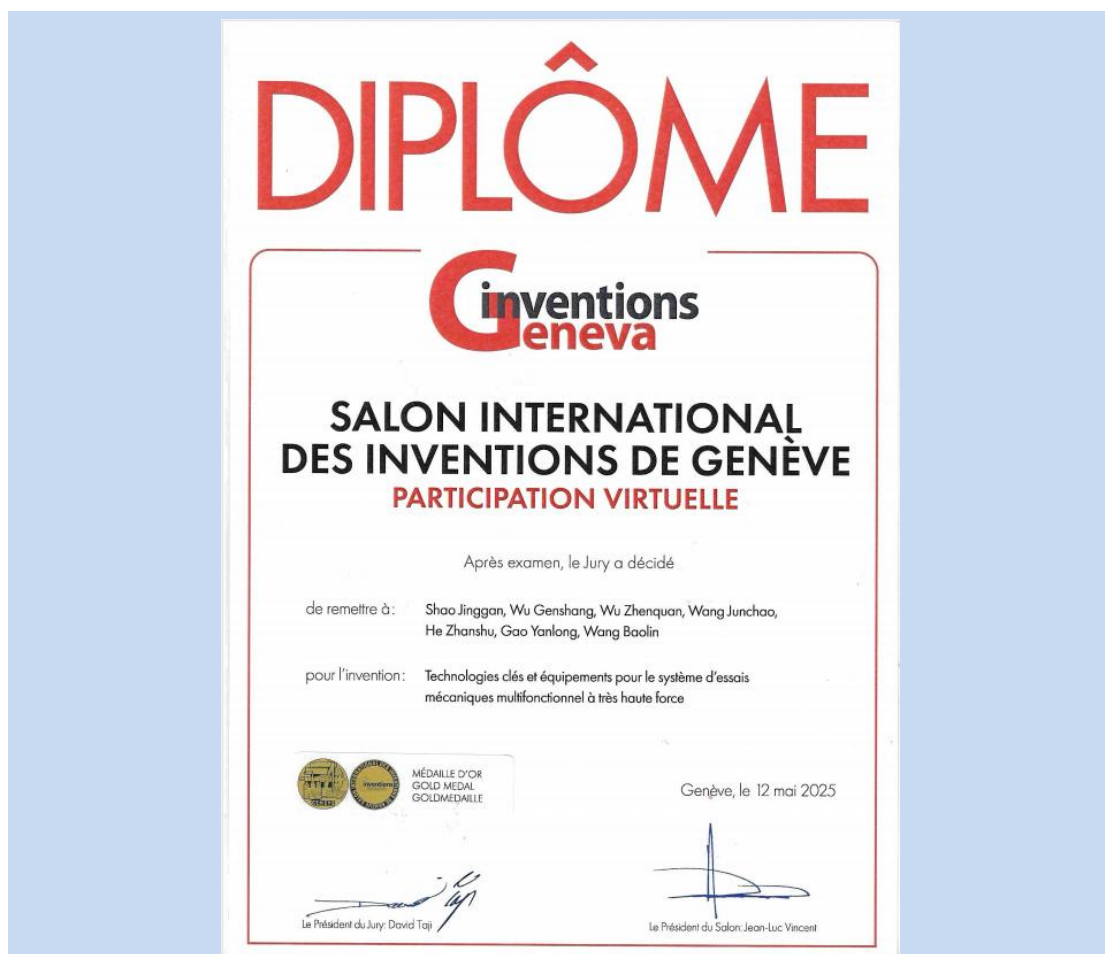 DIPLÔME
inventions
Geneva
SALON INTERNATIONAL
DES INVENTIONS DE GENÈVE
PARTICIPATION VIRTUELLE
Après examen, le Jury a décidé
de remettre à : Shao Jinggan, Wu Genshang, Wu Zhenquan, Wang Junchao,
He Zhanshu, Gao Yanlong, Wang Baolin
pour l'invention : Technologies clés et équipements pour le système d'essais
mécaniques multifonctionnel à très haute force
MÉDAILLE D'OR
GOLD MEDAL
GOLDMEDAILLE
Genève, le 12 mai 2025
Le Président du Jury: David Taji
Le Président du Salon: Jean-Luc Vincent